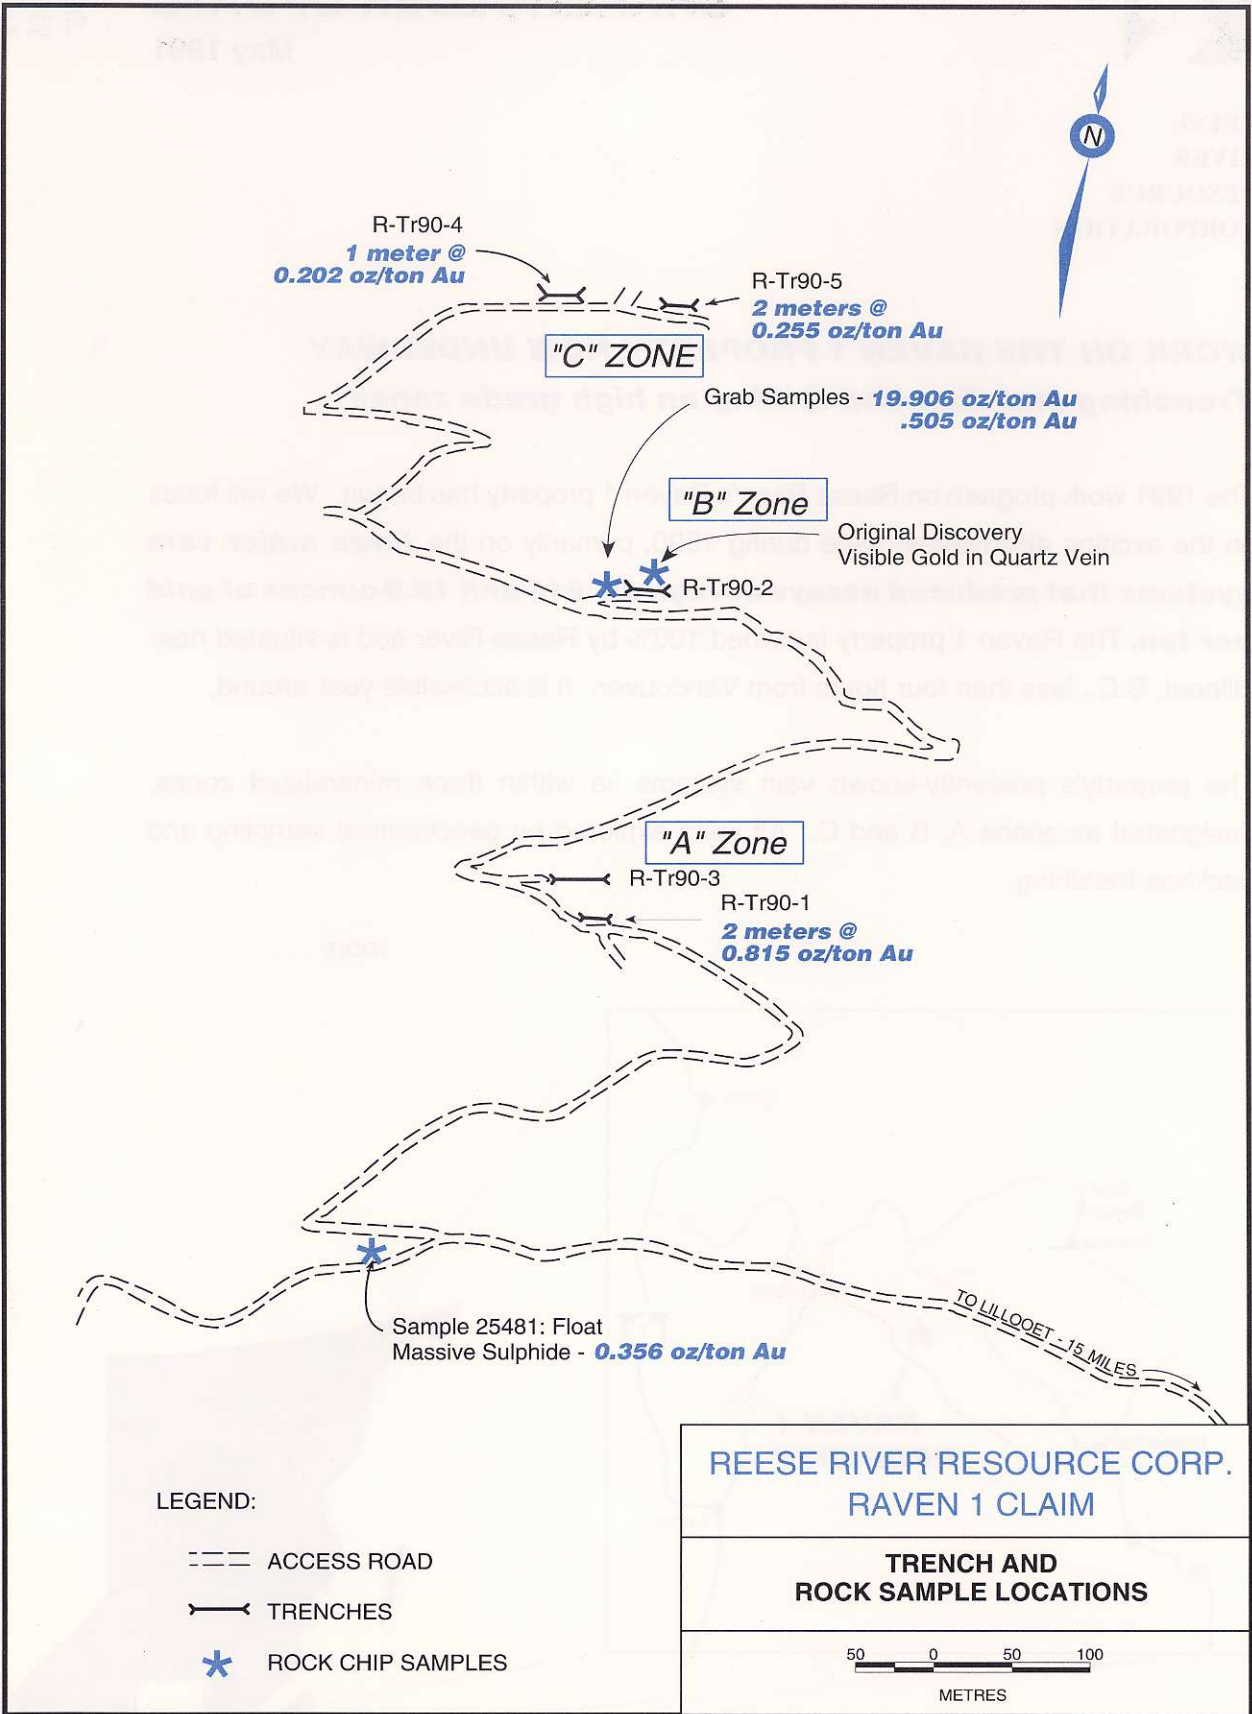 N
R-Tr90-4
1 meter @
0.202 oz/ton Au
R-Tr90-5
2 meters @
0.255 oz/ton Au
"C" ZONE
Grab Samples - 19.906 oz/ton Au
.505 oz/ton Au
"B" Zone
Original Discovery
Visible Gold in Quartz Vein
R-Tr90-2
"A" Zone
R-Tr90-3
R-Tr90-1
2 meters @
0.815 oz/ton Au
Sample 25481: Float
Massive Sulphide - 0.356 oz/ton Au
TO LILLOOET - 15 MILES
LEGEND:
ACCESS ROAD
TRENCHES
ROCK CHIP SAMPLES
REESE RIVER RESOURCE CORP.
RAVEN 1 CLAIM
TRENCH AND
ROCK SAMPLE LOCATIONS
50 0 50 100
METRES